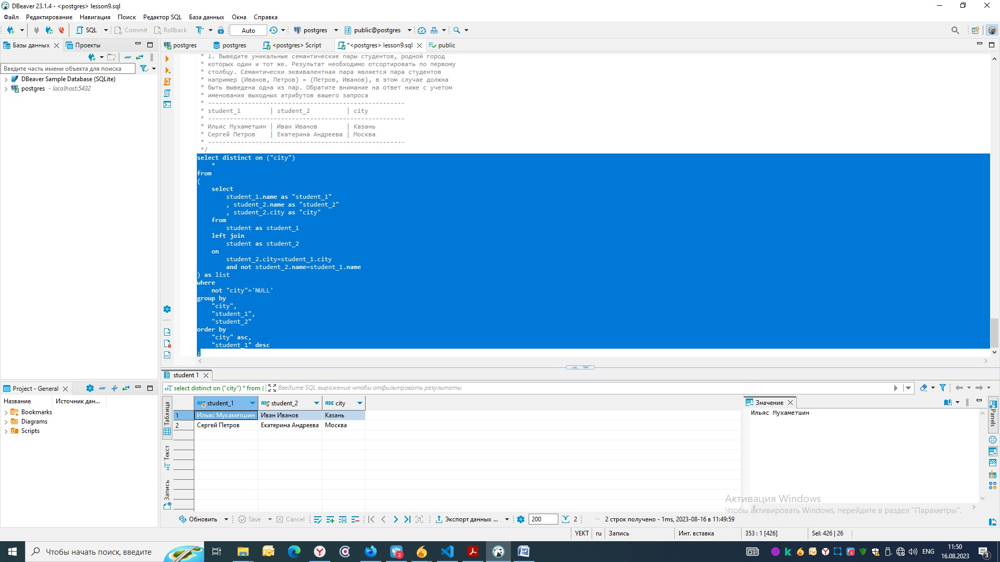 DBeaver 23.1.4 - <postgres> lesson9.sql
Файл Редактирование Навигация Поиск Редактор SQL База данных Окна Справка
SQL Commit Rollback Auto postgres public@postgres
Базы данных Проекты
postgres postgres <postgres> Script *<postgres> lesson9.sql public
Введите часть имени объекта для поиска
DBeaver Sample Database (SQLite)
postgres - localhost:5432
* 1. Выведите уникальные семантические пары студентов, родной город
* которых один и тот же. Результат необходимо отсортировать по первому
* столбцу. Семантически эквивалентная пара является пара студентов
* например (Иванов, Петров) = (Петров, Иванов), в этом случае должна
* быть выведена одна из пар. Обратите внимание на ответ ниже с учетом
* именования выходных атрибутов вашего запроса
* ------------------------------------------------------
* student_1 | student_2 | city
* ------------------------------------------------------
* Ильяс Мухаметшин | Иван Иванов | Казань
* Сергей Петров | Екатерина Андреева | Москва
* ------------------------------------------------------
*/
select distinct on ("city")
*
from
(
select
student_1.name as "student_1"
, student_2.name as "student_2"
, student_2.city as "city"
from
student as student_1
left join
student as student_2
on
student_2.city=student_1.city
and not student_2.name=student_1.name
) as list
where
not "city"='NULL'
group by
"city",
"student_1",
"student_2"
order by
"city" asc,
"student_1" desc
;
student 1
select distinct on ("city") * from ( Введите SQL выражение чтобы отфильтровать результаты
Project - General
Название Источник дан...
Bookmarks
Diagrams
Scripts
Таблица
Текст
Запись
ABC student_1 ABC student_2 ABC city
1 Ильяс Мухаметшин Иван Иванов Казань
2 Сергей Петров Екатерина Андреева Москва
Значение
Ильяс Мухаметшин
Panels
Активация Windows
Чтобы активировать Windows, перейдите в раздел "Параметры".
Обновить Save Cancel Экспорт данных ... 200 2 ... 2 строк получено - 1ms, 2023-08-16 в 11:49:59
YEKT ru Запись Инт. вставка 353 : 1 [426] Sel: 426 | 26
Чтобы начать поиск, введите
3 3 ENG 11:50
16.08.2023 3